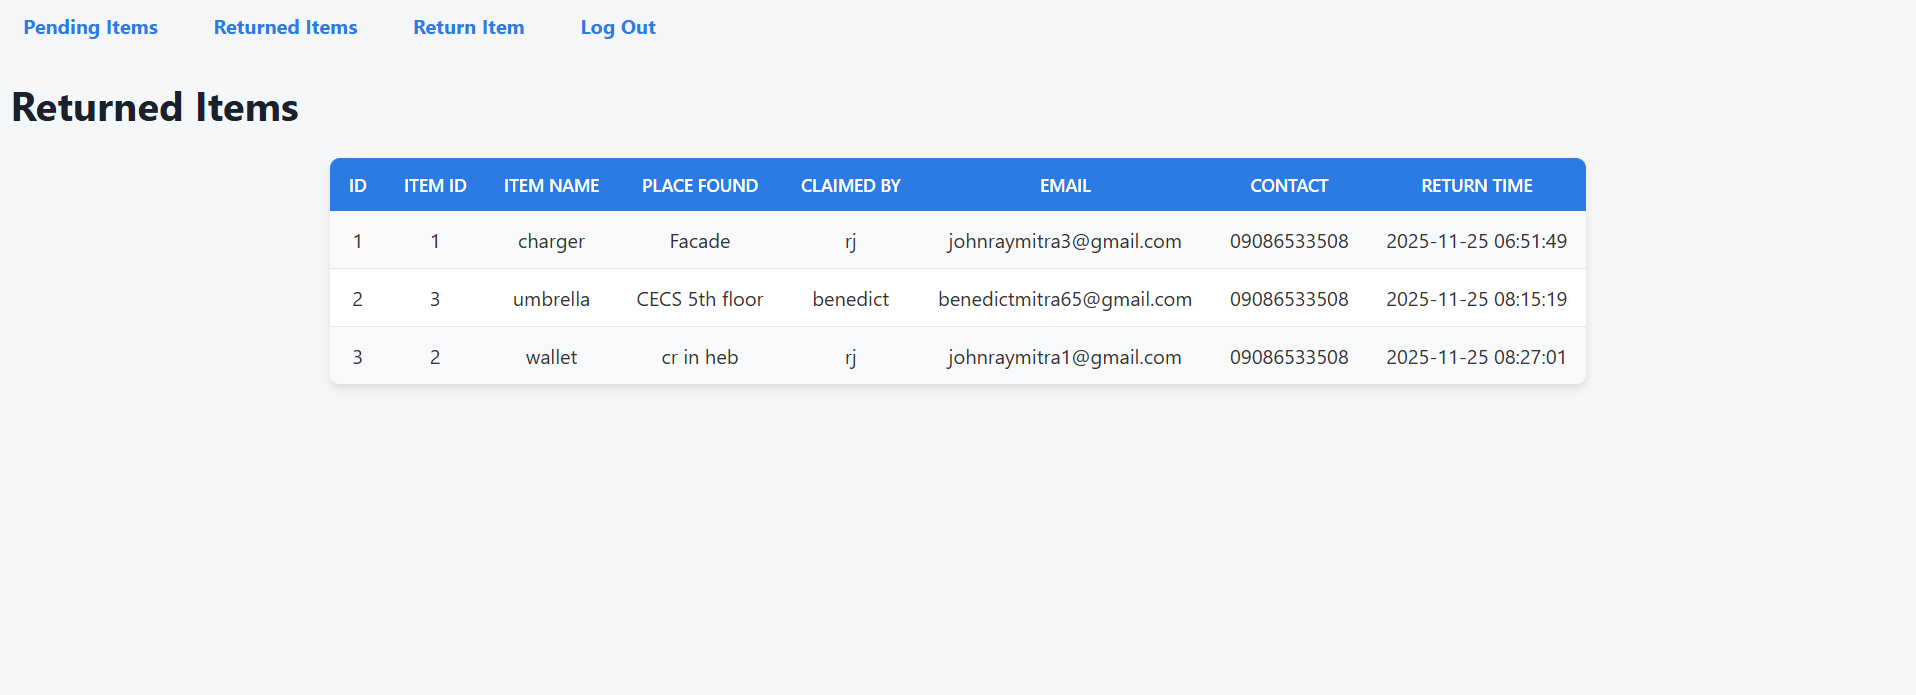 Pending Items Returned Items Return Item Log Out
Returned Items
ID ITEM ID ITEM NAME PLACE FOUND CLAIMED BY EMAIL CONTACT RETURN TIME
1 1 charger Facade rj johnraymitra3@gmail.com 09086533508 2025-11-25 06:51:49
2 3 umbrella CECS 5th floor benedict benedictmitra65@gmail.com 09086533508 2025-11-25 08:15:19
3 2 wallet cr in heb rj johnraymitra1@gmail.com 09086533508 2025-11-25 08:27:01